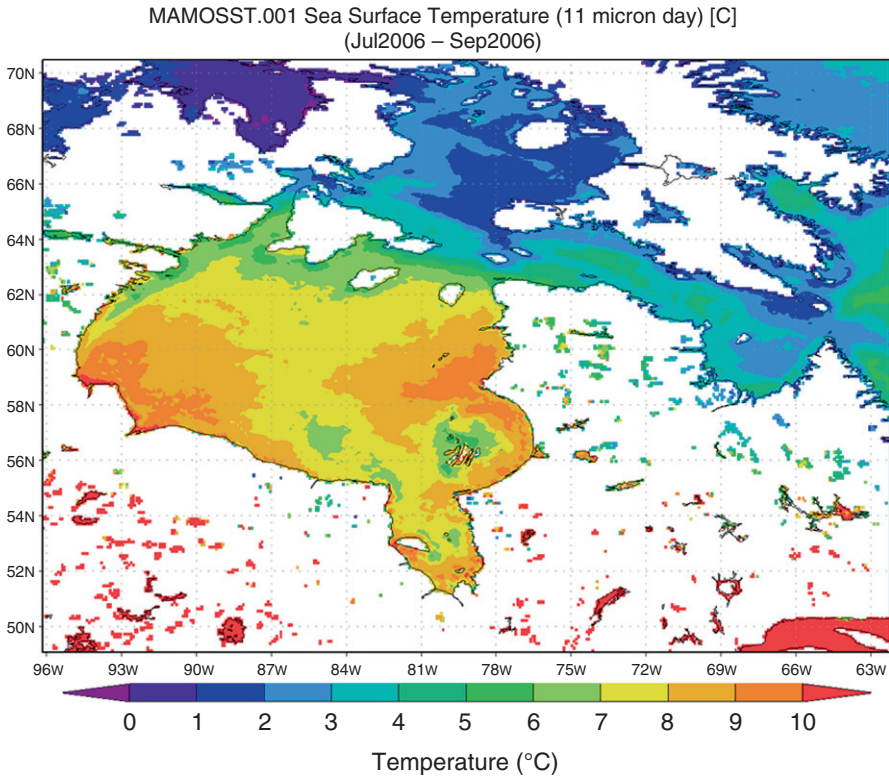 MAMOSST.001 Sea Surface Temperature (11 micron day) [C]
(Jul2006 – Sep2006)
70N
68N
66N
64N
62N
60N
58N
56N
54N
52N
50N
96W 93W 90W 87W 84W 81W 78W 75W 72W 69W 66W 63W
0 1 2 3 4 5 6 7 8 9 10
Temperature (°C)